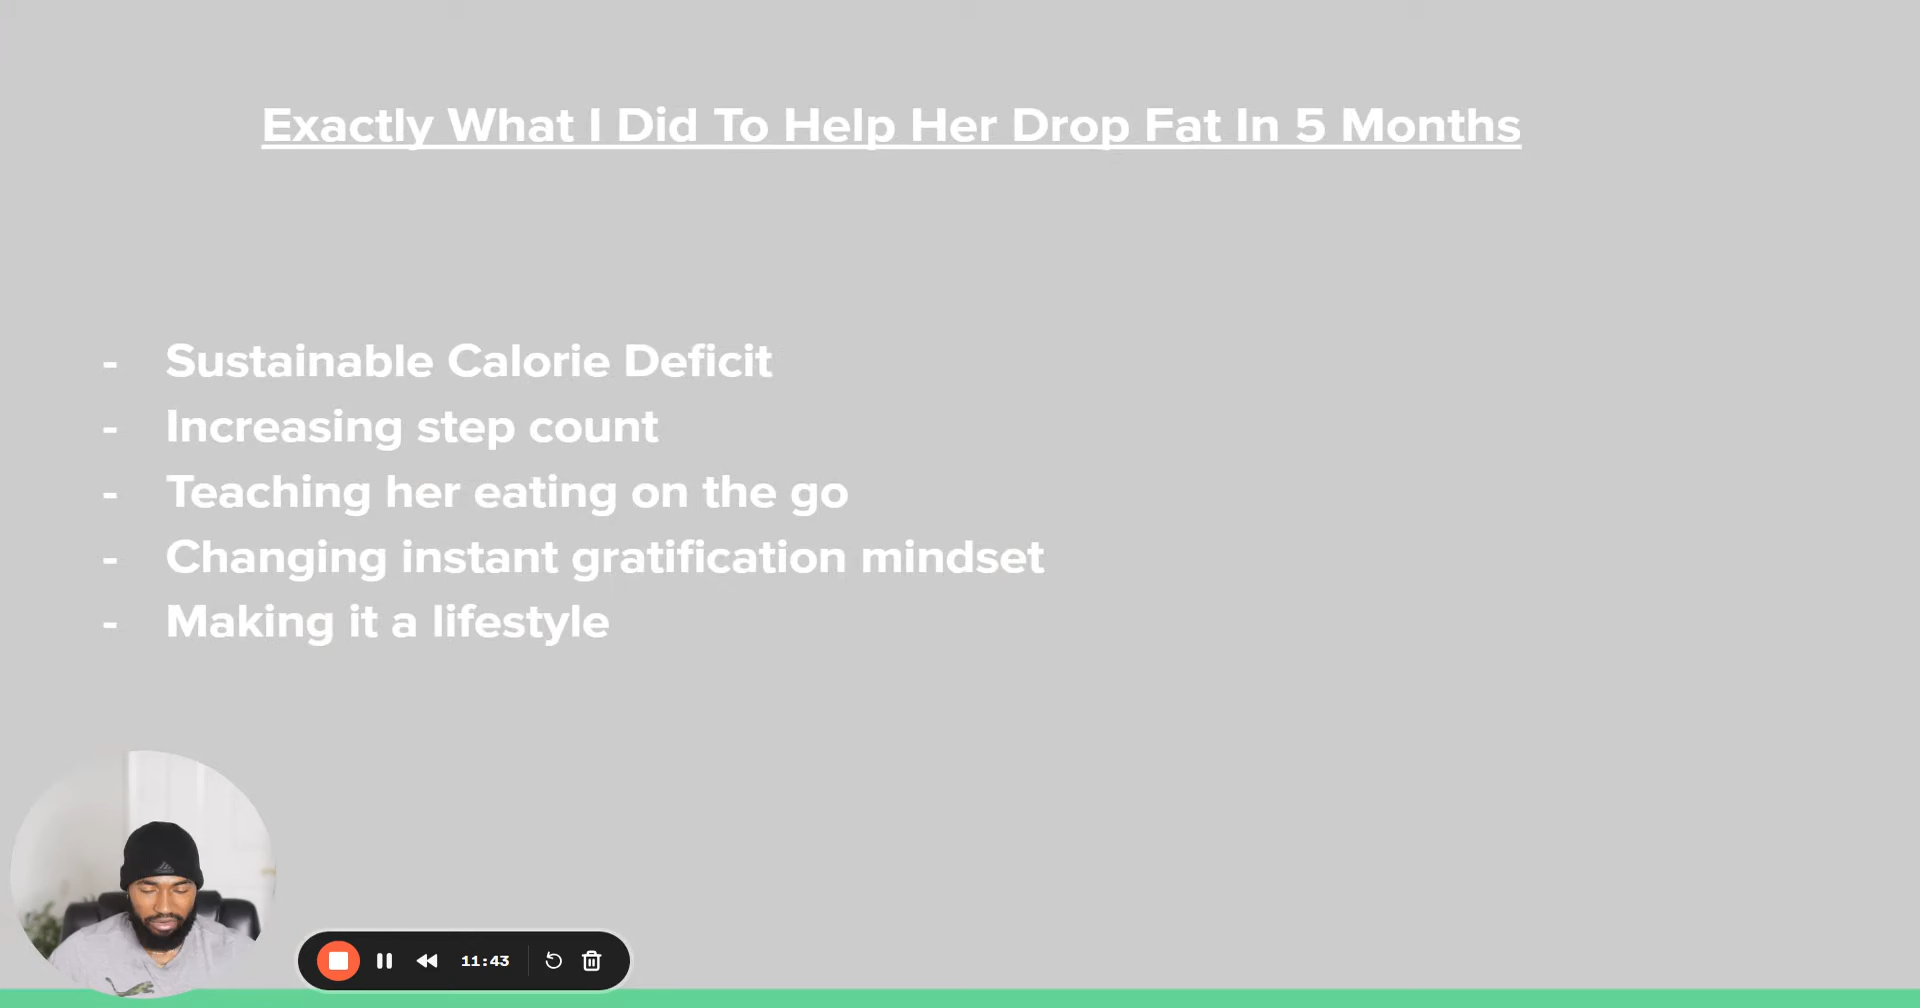 Exactly What I Did To Help Her Drop Fat In 5 Months
- Sustainable Calorie Deficit
- Increasing step count
- Teaching her eating on the go
- Changing instant gratification mindset
- Making it a lifestyle
11:43